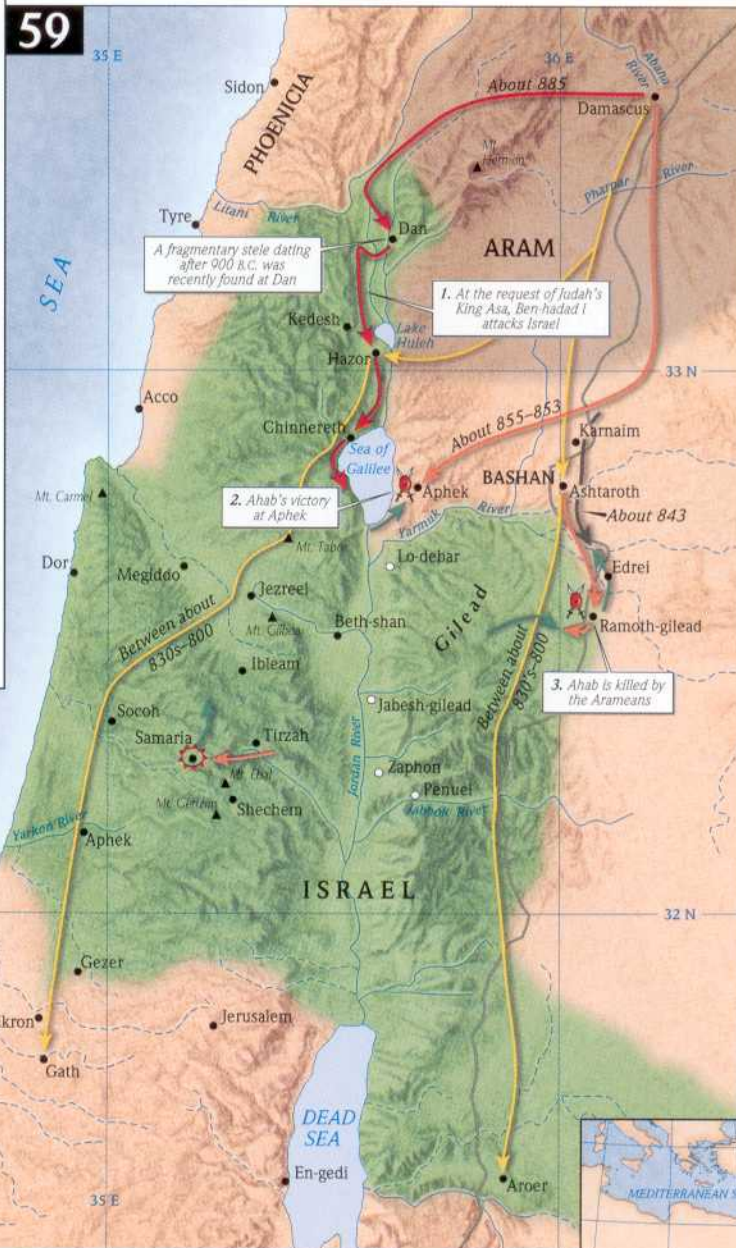 59
35 E
36 E
Abana
River
Sidon
PHOENICIA
About 885
Damascus
Mt.
Hermon
Pharpar River
Litani River
Tyre
Dan
A fragmentary stele dating
after 900 B.C. was
recently found at Dan
ARAM
SEA
1. At the request of Judah's
King Asa, Ben-hadad I
attacks Israel
Kedesh
Lake
Huleh
Hazor
33 N
Acco
About 855–853
Chinnereth
Karnaim
Sea of
Galilee
BASHAN
Mt. Carmel
Aphek
Ashtaroth
2. Ahab's victory
at Aphek
Yarmuk River
About 843
Mt. Tabor
Dor
Megiddo
Lo-debar
Edrei
Jezreel
Gilead
Mt. Gilboa
Beth-shan
Ramoth-gilead
Between about
830s–800
Between about
830's–800
Ibleam
3. Ahab is killed by
the Arameans
Jabesh-gilead
Socoh
Samaria
Tirzah
Jordan River
Zaphon
Mt. Ebal
Penuel
Mt. Gerizim
Shechem
Jabbok River
Yarkon River
Aphek
ISRAEL
32 N
Gezer
kron
Jerusalem
Gath
DEAD
SEA
En-gedi
Aroer
35 E
MEDITERRANEAN S